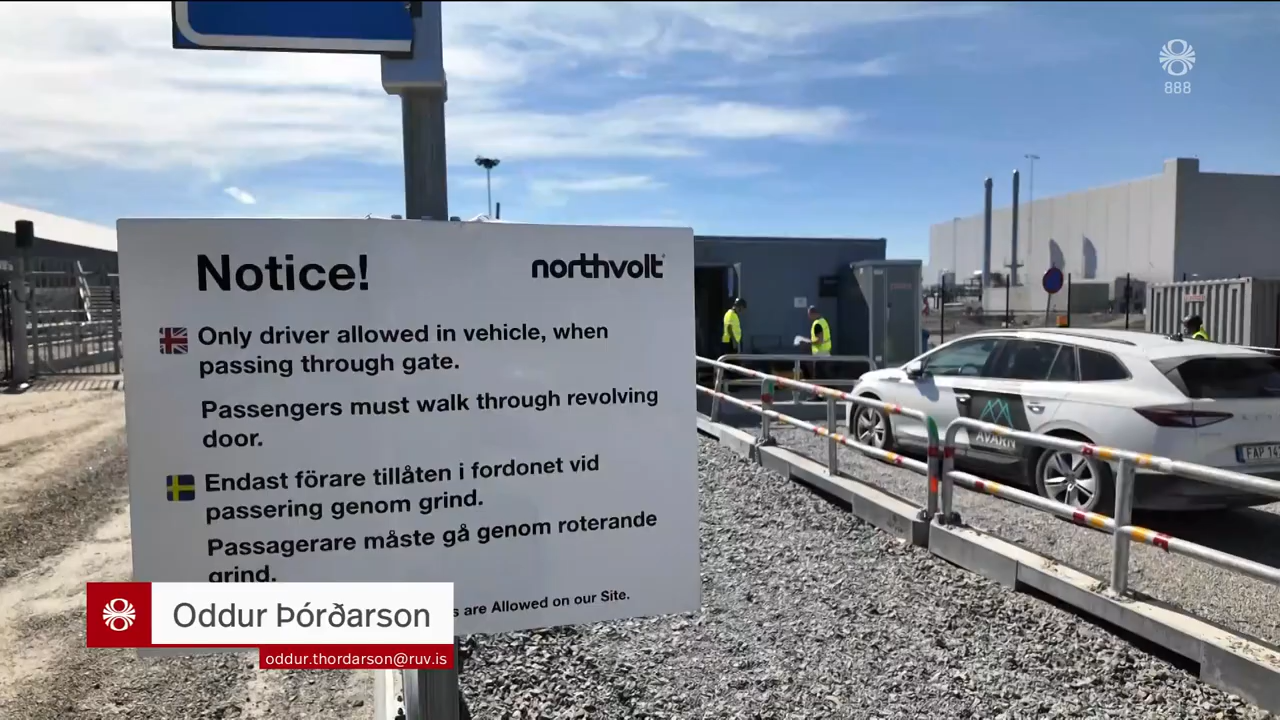 888
Notice!
northvolt
Only driver allowed in vehicle, when
passing through gate.
Passengers must walk through revolving
door.
Endast förare tillåten i fordonet vid
passering genom grind.
Passagerare måste gå genom roterande
grind.
are Allowed on our Site.
AVARN
FAP
Oddur Þórðarson
oddur.thordarson@ruv.is